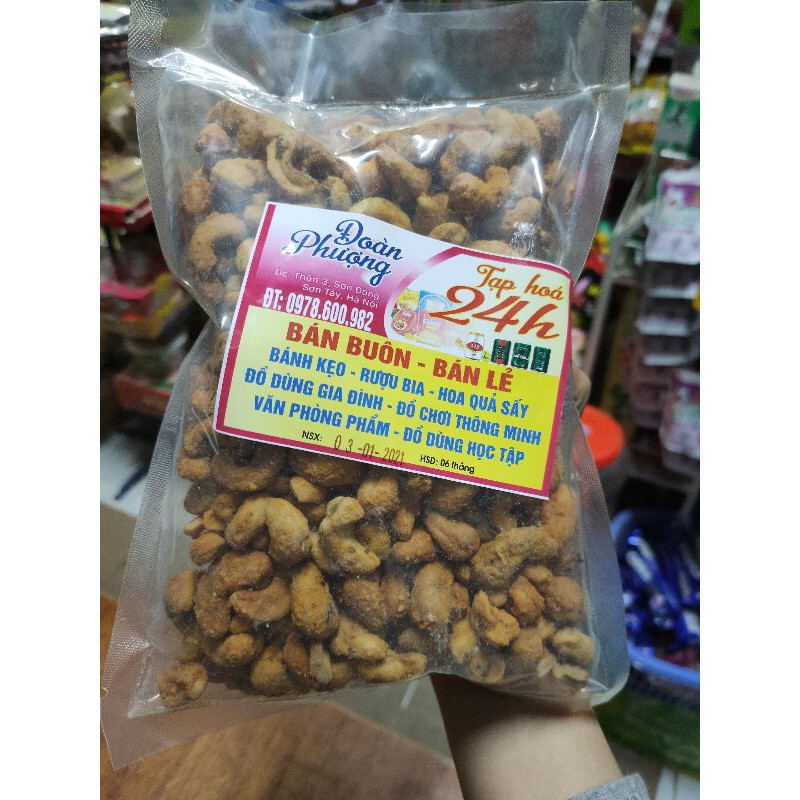 Đoàn
Phượng
Đc: Thôn 3, Sơn Đông
Sơn Tây, Hà Nội
ĐT: 0978.600.982
Tạp hoá
24h
BÁN BUÔN - BÁN LẺ
BÁNH KẸO - RƯỢU BIA - HOA QUẢ SẤY
ĐỒ DÙNG GIA ĐÌNH - ĐỒ CHƠI THÔNG MINH
VĂN PHÒNG PHẨM - ĐỒ DÙNG HỌC TẬP
NSX: 03-01-2021 HSD: 06 tháng